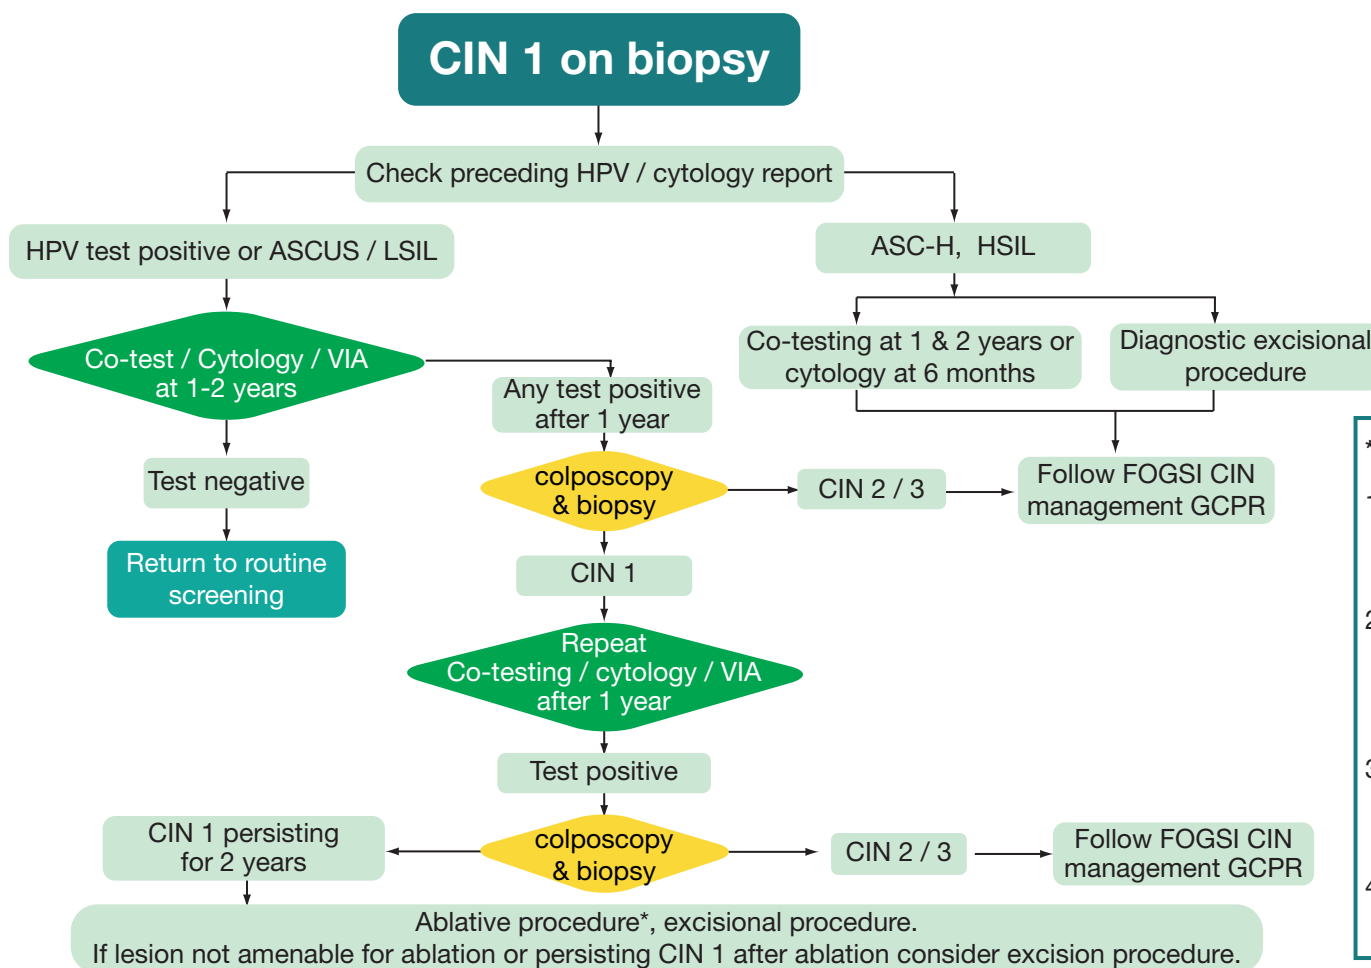 CIN 1 on biopsy
Check preceding HPV / cytology report
HPV test positive or ASCUS / LSIL
ASC-H, HSIL
Co-test / Cytology / VIA
at 1-2 years
Any test positive
after 1 year
Co-testing at 1 & 2 years or
cytology at 6 months
Diagnostic excisional
procedure
Test negative
colposcopy
& biopsy
CIN 2 / 3
Follow FOGSI CIN
management GCPR
Return to routine
screening
CIN 1
Repeat
Co-testing / cytology / VIA
after 1 year
Test positive
CIN 1 persisting
for 2 years
colposcopy
& biopsy
CIN 2 / 3
Follow FOGSI CIN
management GCPR
Ablative procedure*, excisional procedure.
If lesion not amenable for ablation or persisting CIN 1 after ablation consider excision procedure.
*
2
3